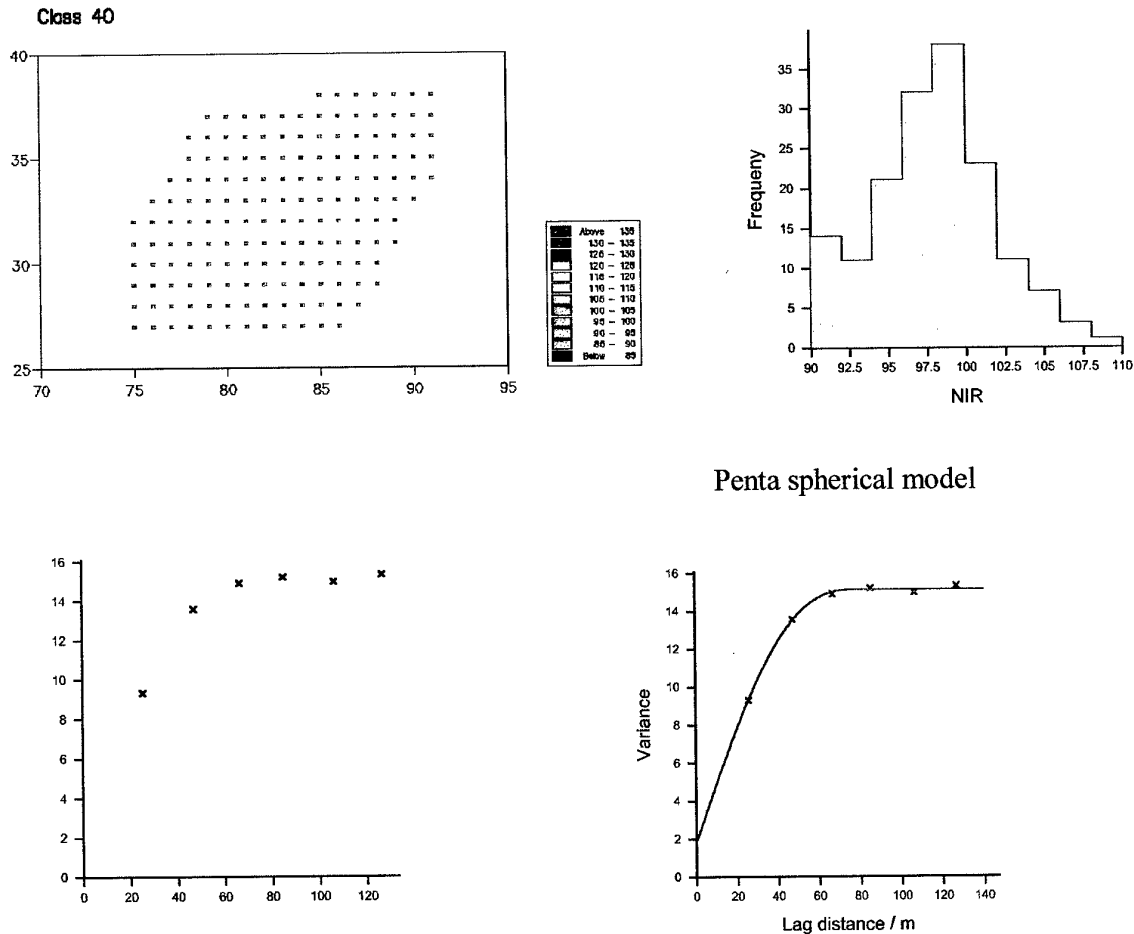 Class 40
40
35
30
25
70 75 80 85 90 95
Above 135
130 - 135
125 - 130
120 - 125
115 - 120
110 - 115
105 - 110
100 - 105
95 - 100
90 - 95
85 - 90
Below 85
Frequeny
35
30
25
20
15
10
5
0
90 92.5 95 97.5 100 102.5 105 107.5 110
NIR
Penta spherical model
16
14
12
10
8
6
4
2
0
0 20 40 60 80 100 120
Variance
16
14
12
10
8
6
4
2
0
0 20 40 60 80 100 120 140
Lag distance / m